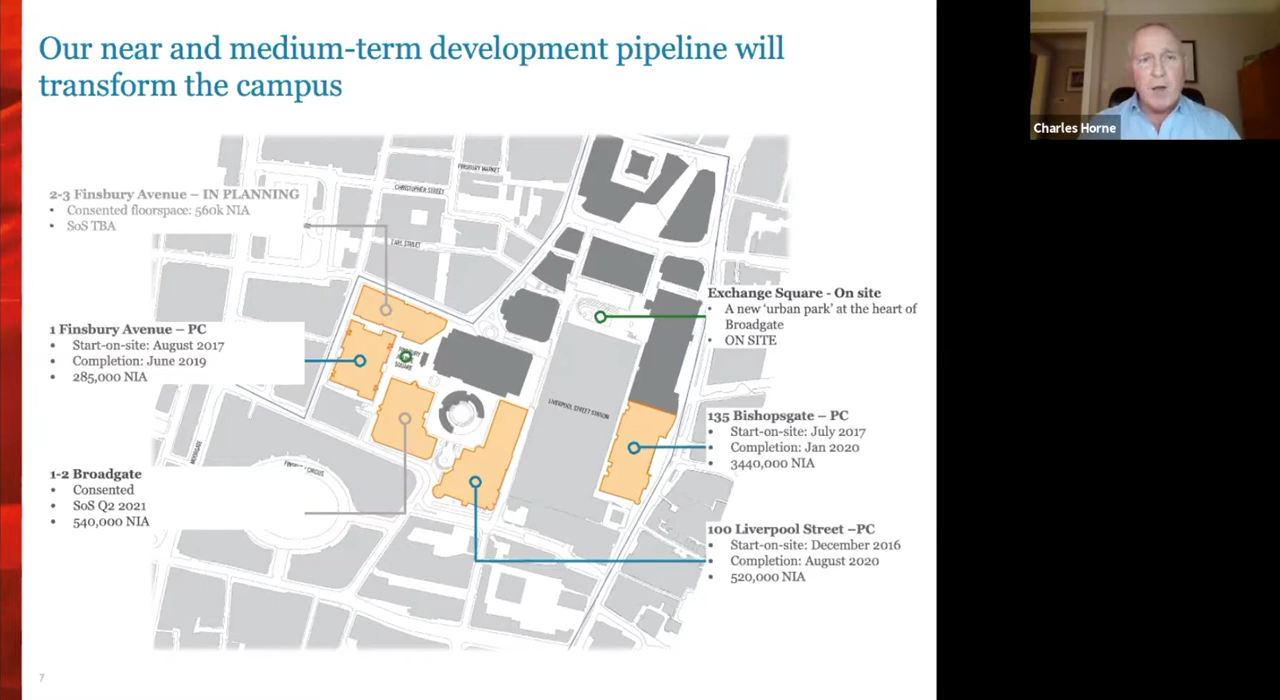 Our near and medium-term development pipeline will
transform the campus
Charles Horne
FINSBURY MARKET
CHRISTOPHER STREET
2-3 Finsbury Avenue – IN PLANNING
• Consented floorspace: 560k NIA
• SoS TBA
EARL STREET
Exchange Square - On site
• A new ‘urban park’ at the heart of
Broadgate
• ON SITE
1 Finsbury Avenue – PC
• Start-on-site: August 2017
• Completion: June 2019
• 285,000 NIA
FINSBURY
SQUARE
LIVERPOOL STREET STATION
135 Bishopsgate – PC
• Start-on-site: July 2017
• Completion: Jan 2020
• 3440,000 NIA
MOORGATE
1-2 Broadgate
• Consented
• SoS Q2 2021
• 540,000 NIA
100 Liverpool Street –PC
• Start-on-site: December 2016
• Completion: August 2020
• 520,000 NIA
7